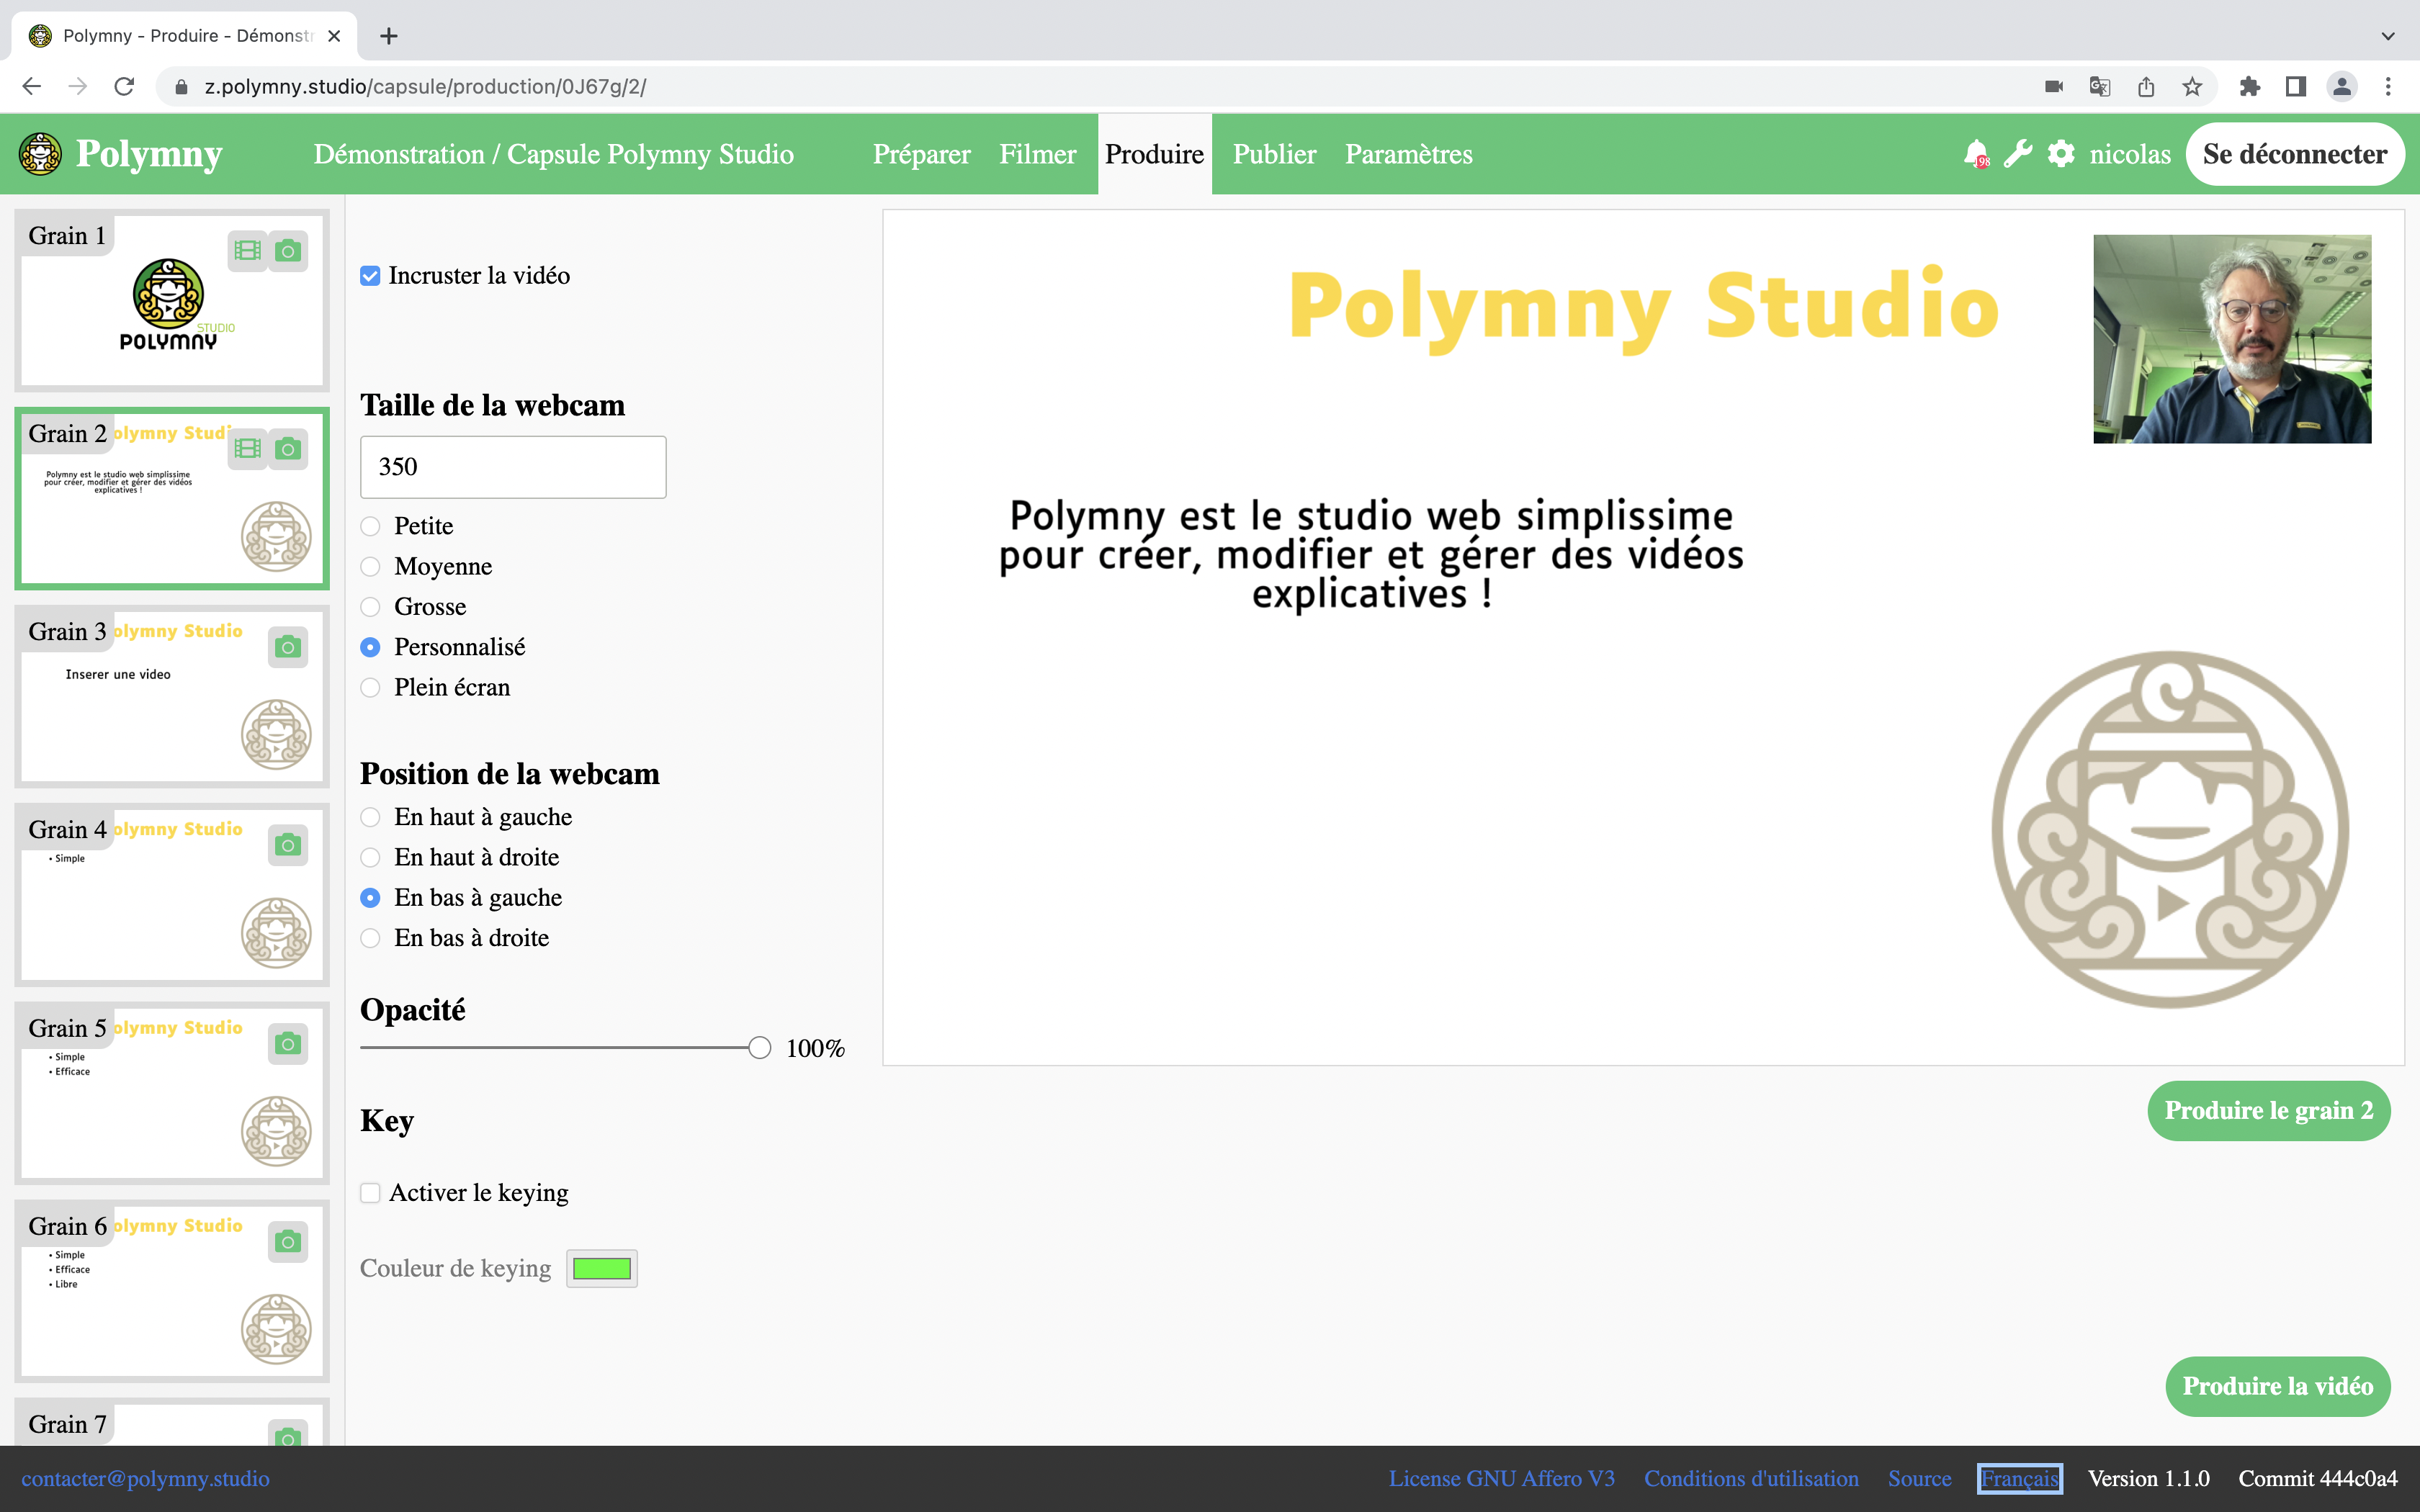 Polymny - Produire - Démonst
z.polymny.studio/capsule/production/0J67g/2/
Polymny
Démonstration / Capsule Polymny Studio
Préparer
Filmer
Produire
Publier
Paramètres
98
nicolas
Se déconnecter
Grain 1
STUDIO
POLYMNY
Grain 2
olymny Studi
Polymny est le studio web simplissime
pour créer, modifier et gérer des vidéos
explicatives !
Grain 3
olymny Studio
Inserer une video
Grain 4
olymny Studio
• Simple
Grain 5
olymny Studio
• Simple
• Efficace
Grain 6
olymny Studio
• Simple
• Efficace
• Libre
Grain 7
Incruster la vidéo
Taille de la webcam
350
Petite
Moyenne
Grosse
Personnalisé
Plein écran
Position de la webcam
En haut à gauche
En haut à droite
En bas à gauche
En bas à droite
Opacité
100%
Key
Activer le keying
Couleur de keying
Polymny Studio
Polymny est le studio web simplissime
pour créer, modifier et gérer des vidéos
explicatives !
Produire le grain 2
Produire la vidéo
contacter@polymny.studio
License GNU Affero V3
Conditions d'utilisation
Source
Français
Version 1.1.0
Commit 444c0a4